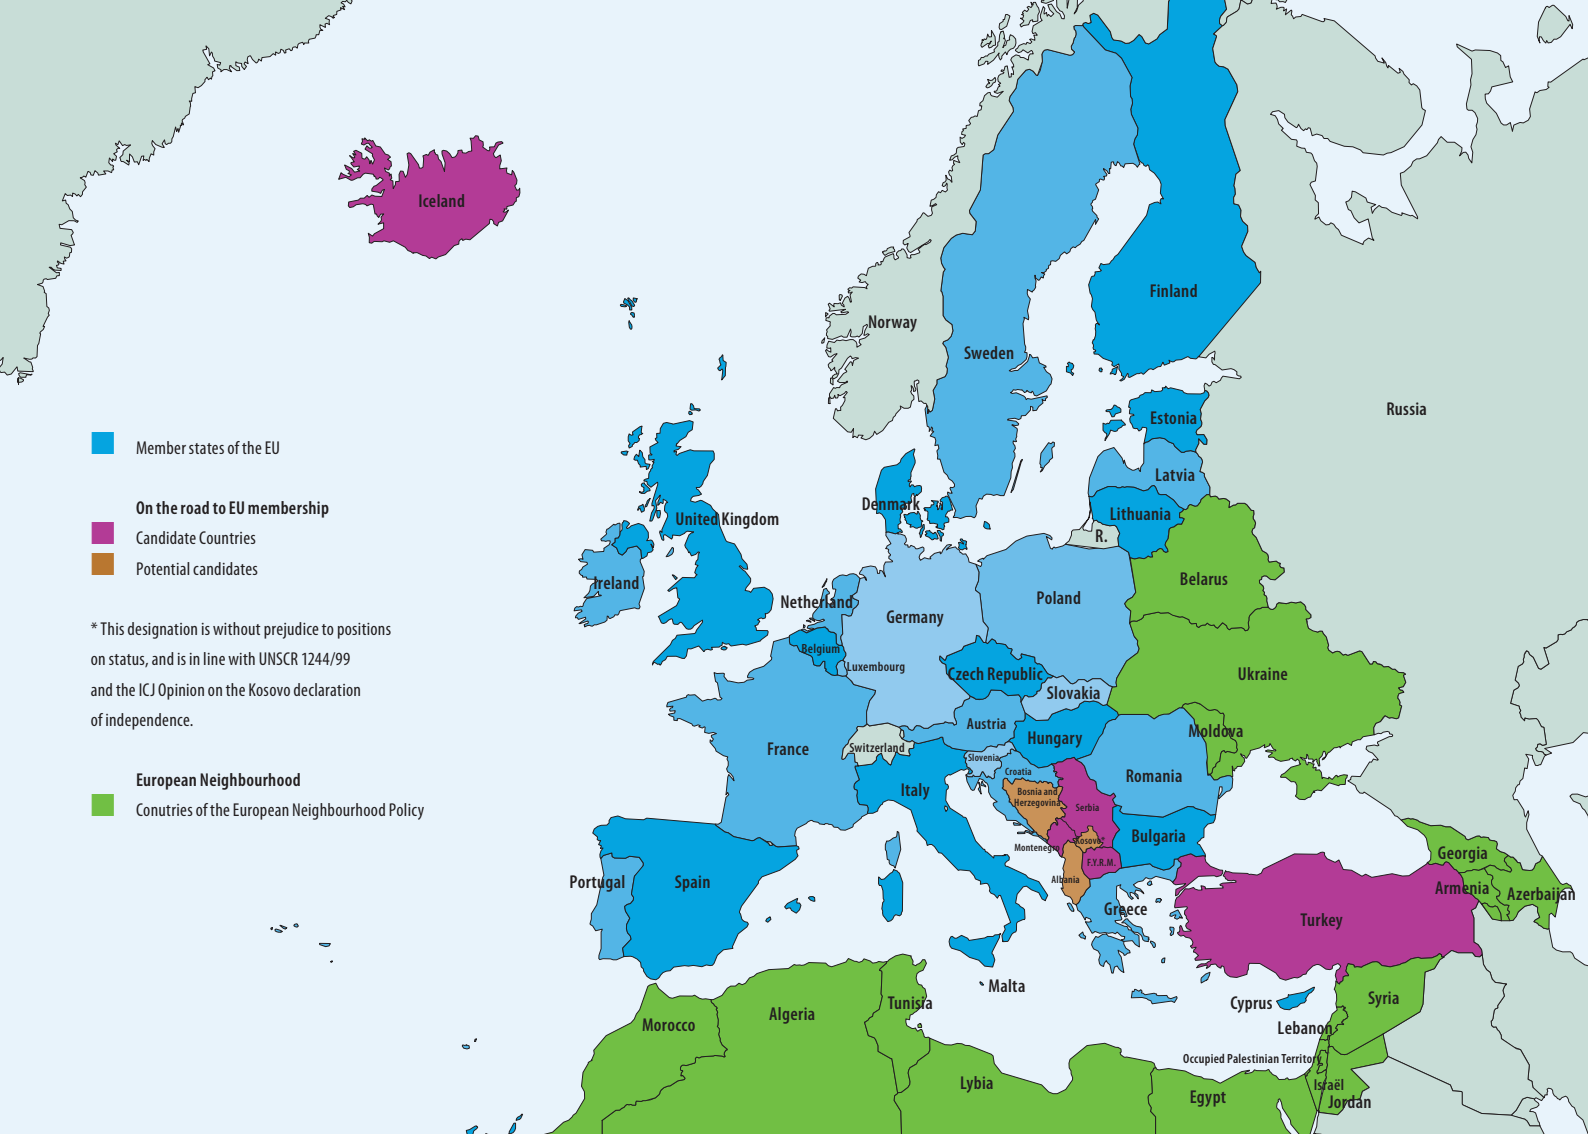 Iceland
Norway
Sweden
Finland
Russia
Estonia
Latvia
Lithuania
R.
Denmark
United Kingdom
Ireland
Netherland
Belgium
Luxembourg
Germany
Poland
Belarus
Ukraine
Czech Republic
Slovakia
Moldova
France
Switzerland
Austria
Hungary
Slovenia
Croatia
Romania
Italy
Bosnia and
Herzegovina
Serbia
Montenegro
Kosovo*
F.Y.R.M.
Albania
Bulgaria
Greece
Portugal
Spain
Georgia
Armenia
Azerbaijan
Turkey
Malta
Cyprus
Syria
Lebanon
Occupied Palestinian Territory
Israël
Jordan
Morocco
Algeria
Tunisia
Lybia
Egypt
Member states of the EU
On the road to EU membership
Candidate Countries
Potential candidates
* This designation is without prejudice to positions
on status, and is in line with UNSCR 1244/99
and the ICJ Opinion on the Kosovo declaration
of independence.
European Neighbourhood
Conutries of the European Neighbourhood Policy